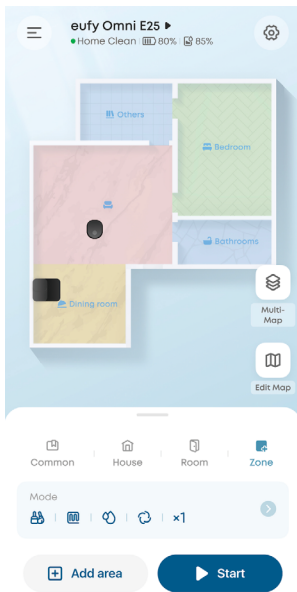 eufy Omni E25
Home Clean 80% 85%
Others
Bedroom
Bathrooms
Dining room
Multi-
Map
Edit Map
Common House Room Zone
Mode
×1
Add area Start